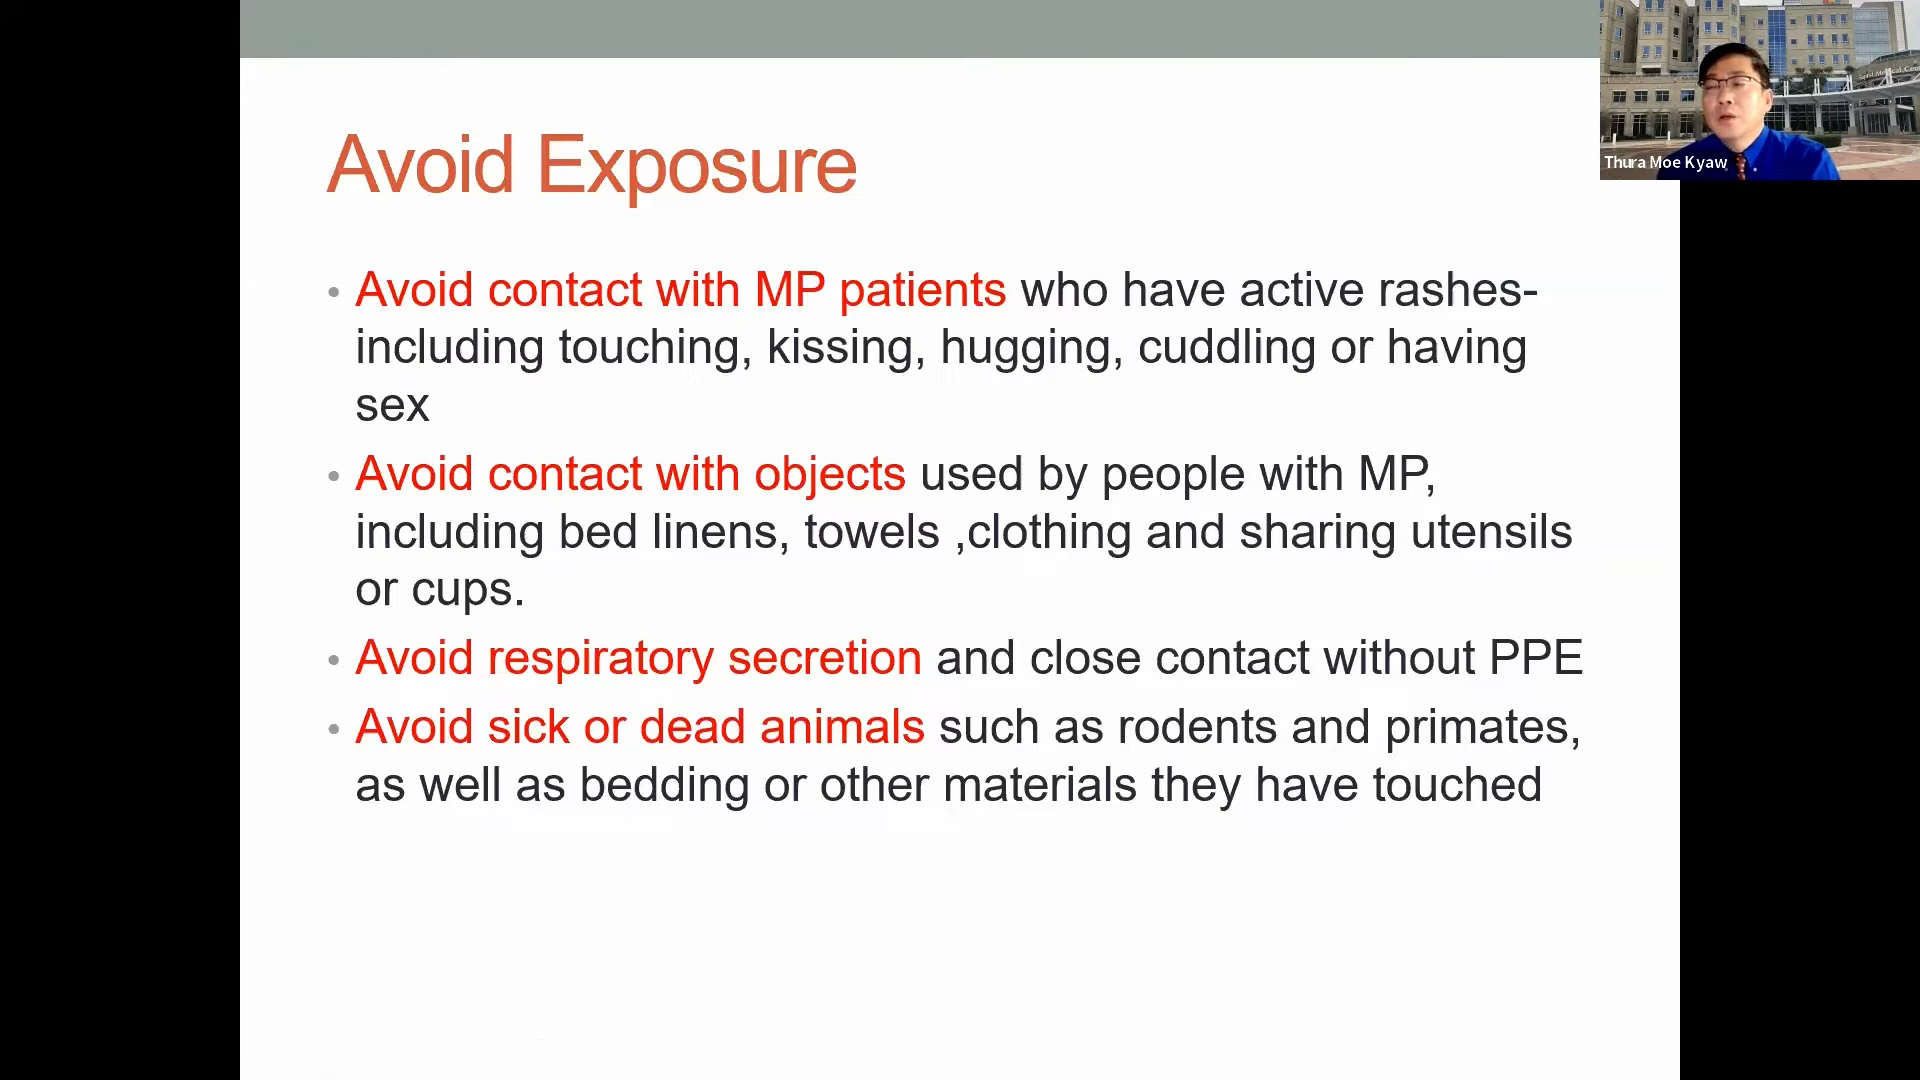 Avoid Exposure
• Avoid contact with MP patients who have active rashes-
including touching, kissing, hugging, cuddling or having
sex
• Avoid contact with objects used by people with MP,
including bed linens, towels ,clothing and sharing utensils
or cups.
• Avoid respiratory secretion and close contact without PPE
• Avoid sick or dead animals such as rodents and primates,
as well as bedding or other materials they have touched
Thura Moe Kyaw